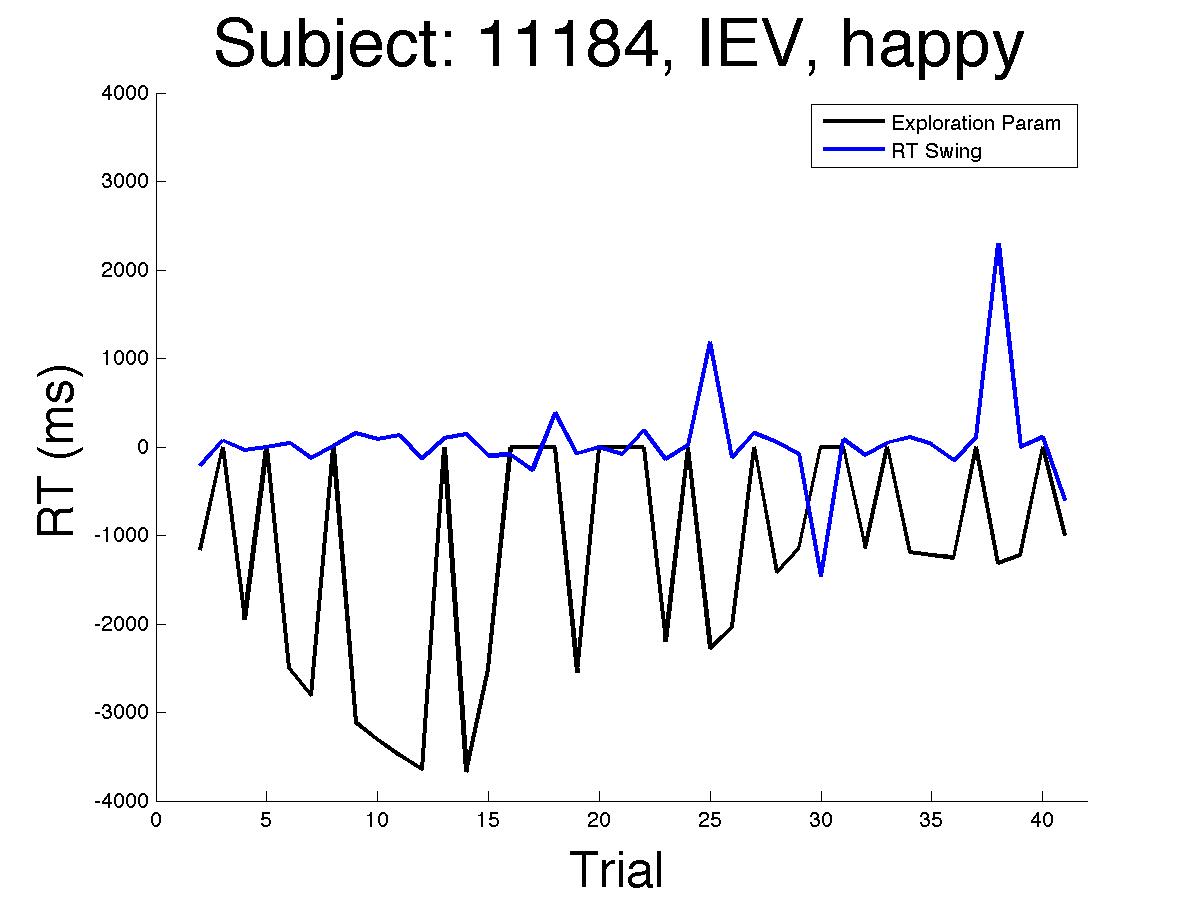 Subject: 11184, IEV, happy
Exploration Param
RT Swing
4000
3000
2000
1000
0
-1000
-2000
-3000
-4000
RT (ms)
0 5 10 15 20 25 30 35 40
Trial